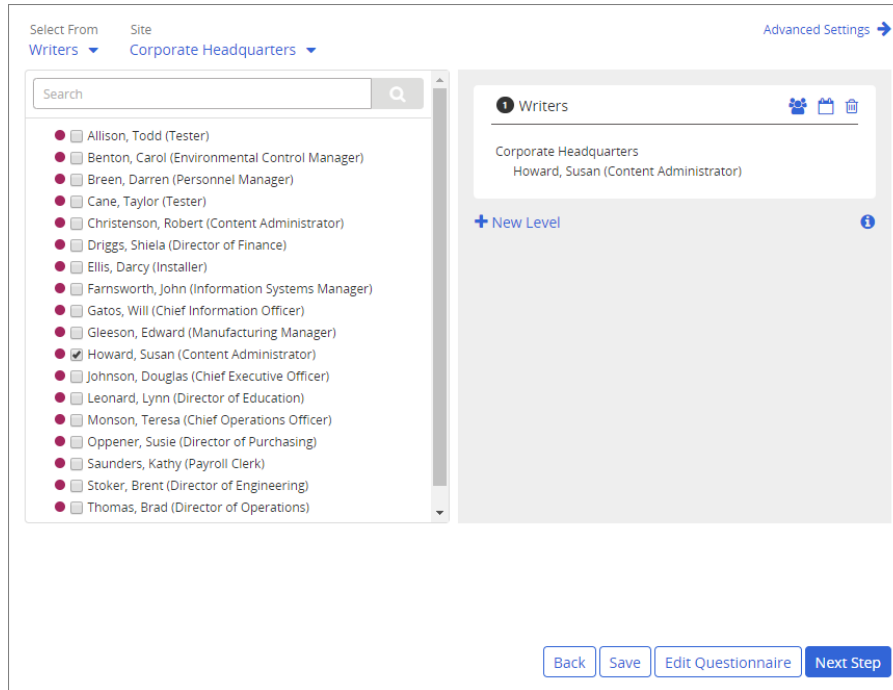 Select From Site Advanced Settings
Writers Corporate Headquarters
Search
Allison, Todd (Tester)
Benton, Carol (Environmental Control Manager)
Breen, Darren (Personnel Manager)
Cane, Taylor (Tester)
Christenson, Robert (Content Administrator)
Driggs, Shiela (Director of Finance)
Ellis, Darcy (Installer)
Farnsworth, John (Information Systems Manager)
Gatos, Will (Chief Information Officer)
Gleeson, Edward (Manufacturing Manager)
Howard, Susan (Content Administrator)
Johnson, Douglas (Chief Executive Officer)
Leonard, Lynn (Director of Education)
Monson, Teresa (Chief Operations Officer)
Oppener, Susie (Director of Purchasing)
Saunders, Kathy (Payroll Clerk)
Stoker, Brent (Director of Engineering)
Thomas, Brad (Director of Operations)
1 Writers
Corporate Headquarters
Howard, Susan (Content Administrator)
+ New Level
Back Save Edit Questionnaire Next Step